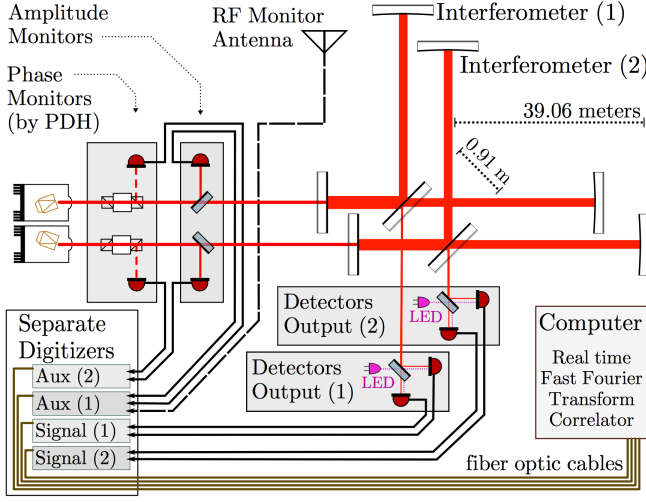 Amplitude
Monitors
RF Monitor
Antenna
Interferometer (1)
Interferometer (2)
Phase
Monitors
(by PDH)
39.06 meters
0.91 m
Detectors
Output (2)
LED
Detectors
Output (1)
LED
Separate
Digitizers
Aux (2)
Aux (1)
Signal (1)
Signal (2)
Computer
Real time
Fast Fourier
Transform
Correlator
fiber optic cables